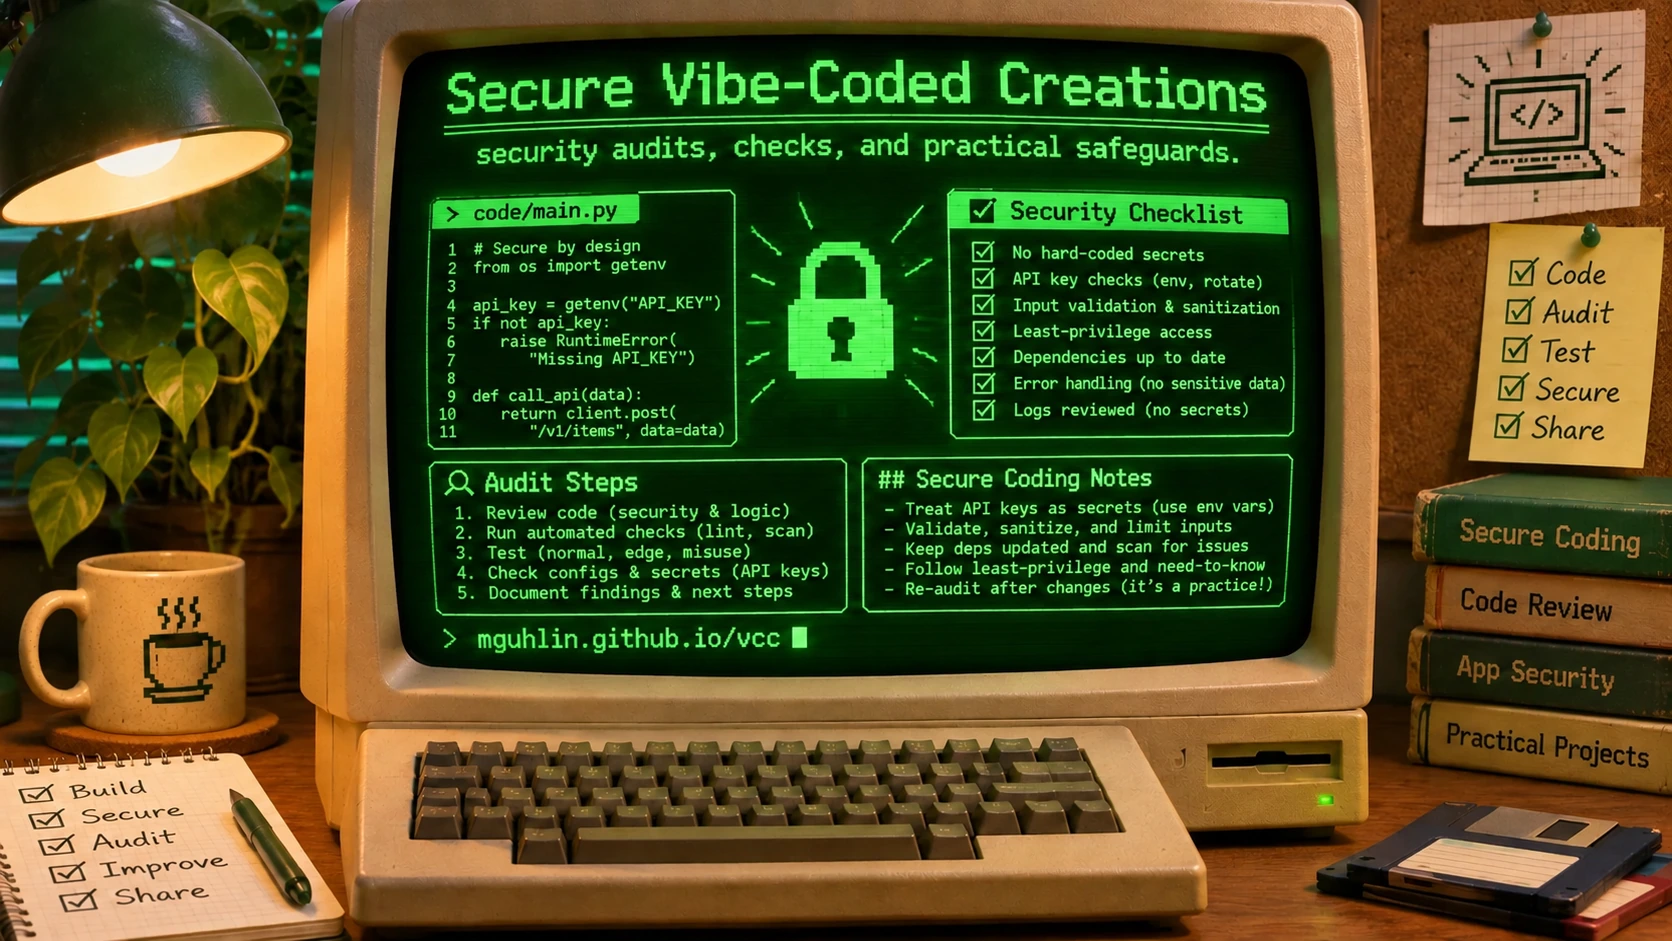 Secure Vibe-Coded Creations
security audits, checks, and practical safeguards.
> code/main.py
1 # Secure by design
2 from os import getenv
3
4 api_key = getenv("API_KEY")
5 if not api_key:
6 raise RuntimeError(
7 "Missing API_KEY")
8
9 def call_api(data):
10 return client.post(
11 "/v1/items", data=data)
Security Checklist
No hard-coded secrets
API key checks (env, rotate)
Input validation & sanitization
Least-privilege access
Dependencies up to date
Error handling (no sensitive data)
Logs reviewed (no secrets)
Audit Steps
1. Review code (security & logic)
2. Run automated checks (lint, scan)
3. Test (normal, edge, misuse)
4. Check configs & secrets (API keys)
5. Document findings & next steps
## Secure Coding Notes
- Treat API keys as secrets (use env vars)
- Validate, sanitize, and limit inputs
- Keep deps updated and scan for issues
- Follow least-privilege and need-to-know
- Re-audit after changes (it's a practice!)
> mguhlin.github.io/vcc
</>
Code
Audit
Test
Secure
Share
Secure Coding
Code Review
App Security
Practical Projects
Build
Secure
Audit
Improve
Share